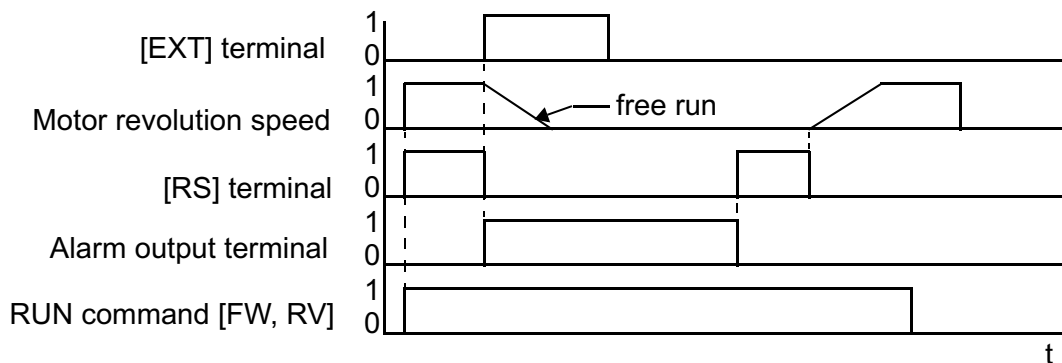 [EXT] terminal 1 0
Motor revolution speed 1 0 free run
[RS] terminal 1 0
Alarm output terminal 1 0
RUN command [FW, RV] 1 0
t